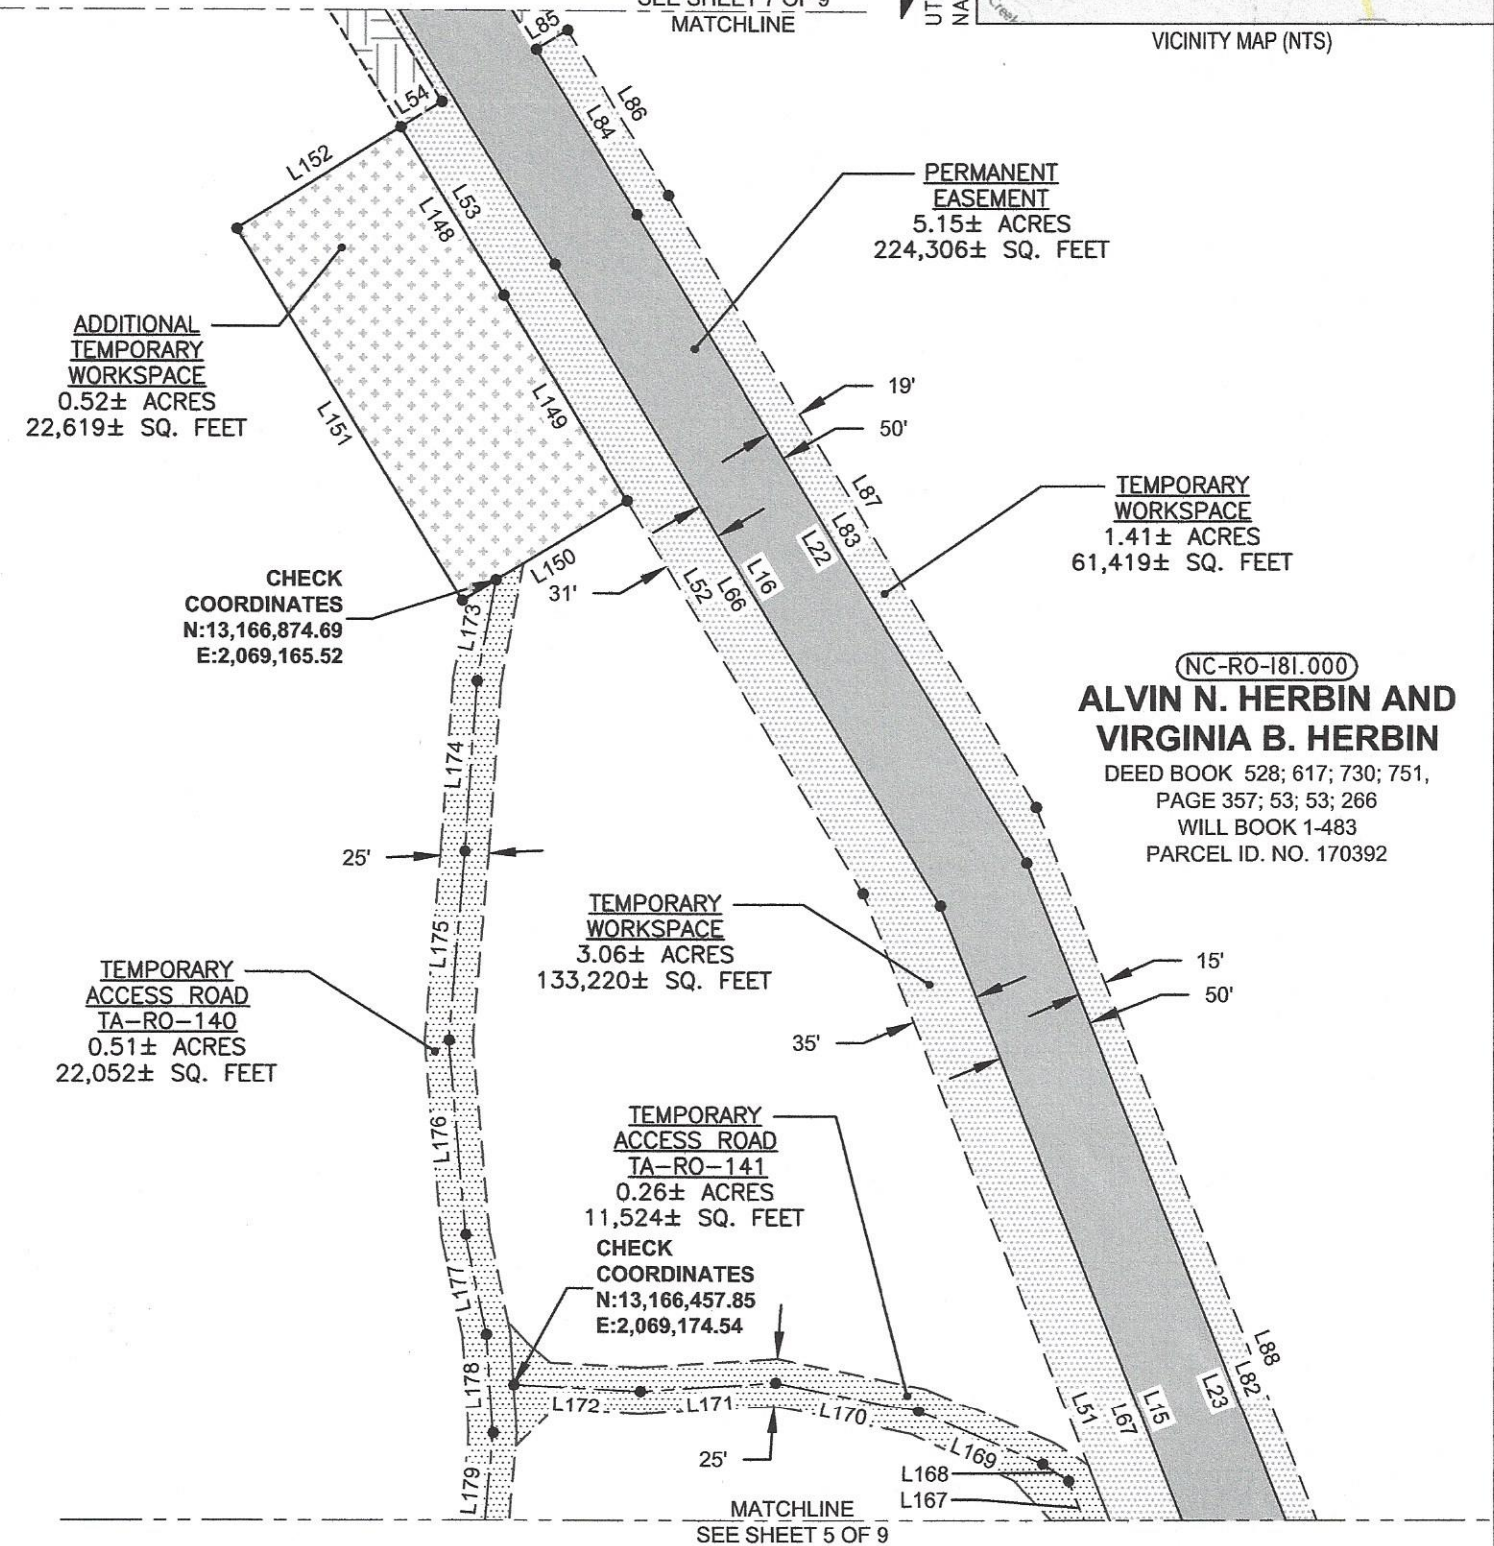 SEE SHEET 7 OF 9
MATCHLINE
UT
NA
Creek
VICINITY MAP (NTS)
L85
L86
L84
L54
L152
L53
L148
PERMANENT
EASEMENT
5.15± ACRES
224,306± SQ. FEET
ADDITIONAL
TEMPORARY
WORKSPACE
0.52± ACRES
22,619± SQ. FEET
L151
L149
19'
50'
L87
L83
L22
TEMPORARY
WORKSPACE
1.41± ACRES
61,419± SQ. FEET
L150
31'
L52
L66
L16
CHECK
COORDINATES
N:13,166,874.69
E:2,069,165.52
L173
NC-RO-181.000
ALVIN N. HERBIN AND
VIRGINIA B. HERBIN
DEED BOOK 528; 617; 730; 751,
PAGE 357; 53; 53; 266
WILL BOOK 1-483
PARCEL ID. NO. 170392
L174
25'
L175
TEMPORARY
WORKSPACE
3.06± ACRES
133,220± SQ. FEET
15'
50'
35'
TEMPORARY
ACCESS ROAD
TA-RO-140
0.51± ACRES
22,052± SQ. FEET
L176
TEMPORARY
ACCESS ROAD
TA-RO-141
0.26± ACRES
11,524± SQ. FEET
CHECK
COORDINATES
N:13,166,457.85
E:2,069,174.54
L177
L178
L179
L172
L171
L170
L169
L168
L167
25'
L51
L67
L15
L23
L82
L88
MATCHLINE
SEE SHEET 5 OF 9